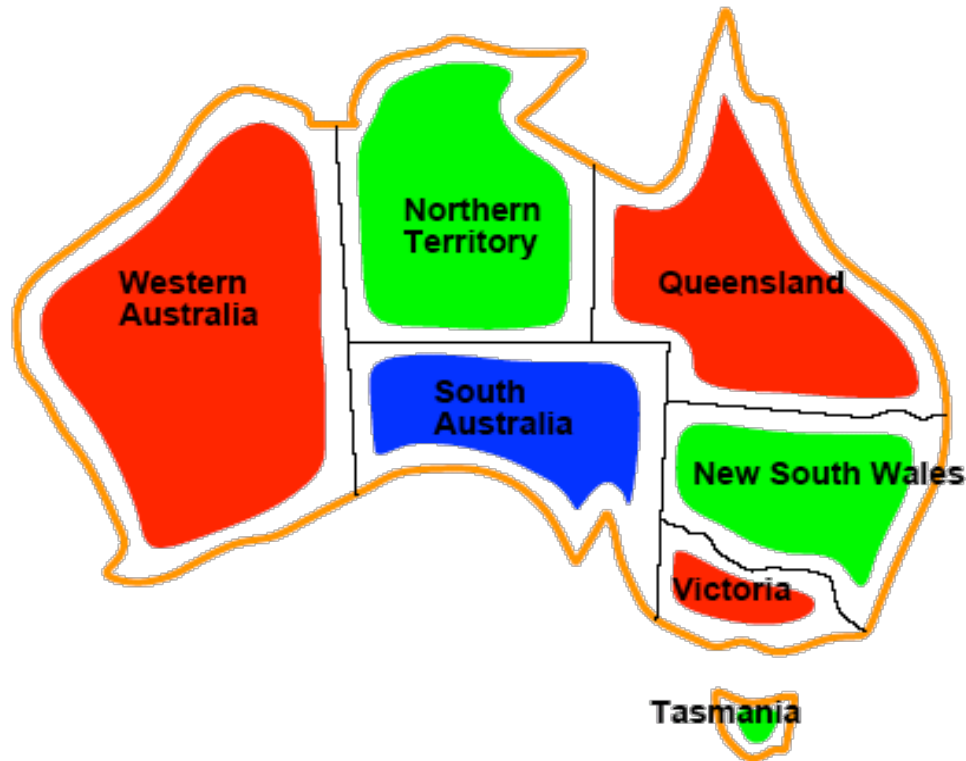 Northern
Territory
Western
Australia
Queensland
South
Australia
New South Wales
Victoria
Tasmania